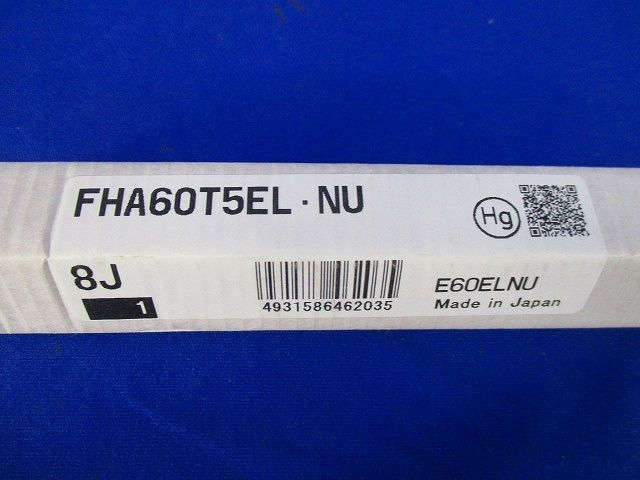 FHA60T5EL・NU
Hg
8J
1
4931586462035
E60ELNU
Made in Japan